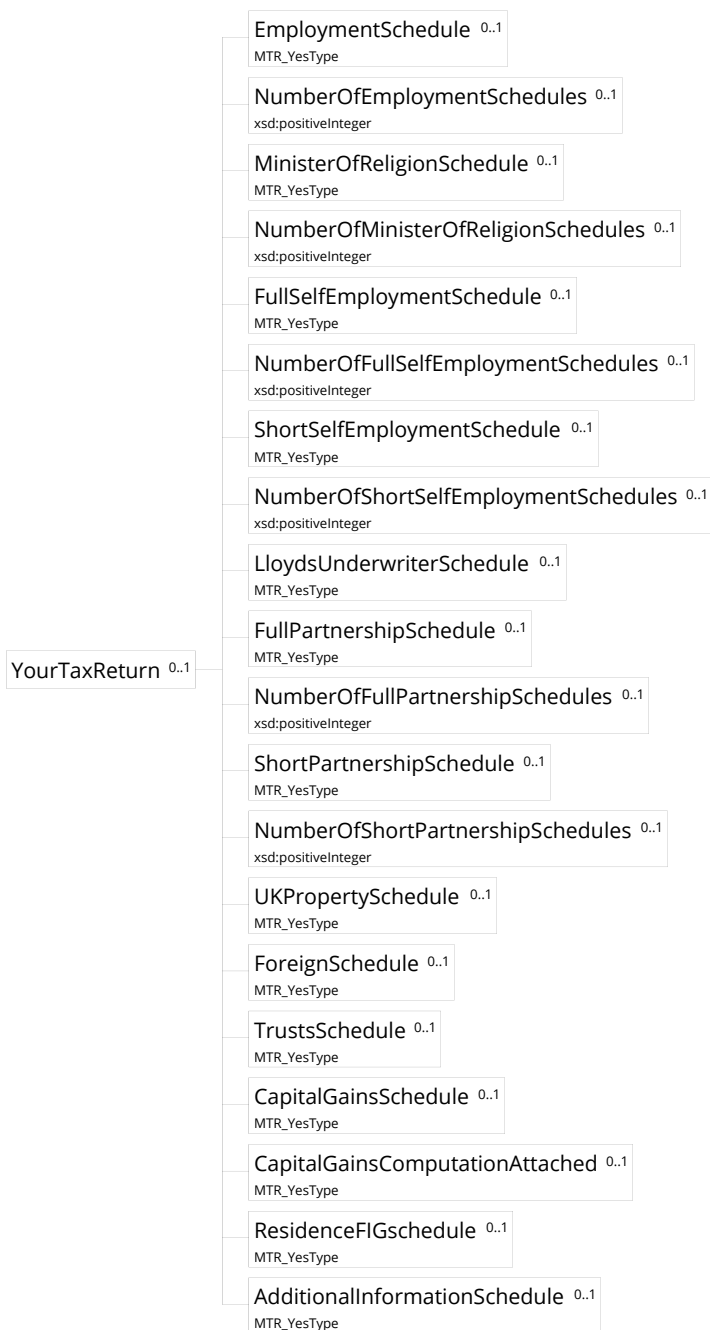 EmploymentSchedule 0..1
MTR_YesType
NumberOfEmploymentSchedules 0..1
xsd:positiveInteger
MinisterOfReligionSchedule 0..1
MTR_YesType
NumberOfMinisterOfReligionSchedules 0..1
xsd:positiveInteger
FullSelfEmploymentSchedule 0..1
MTR_YesType
NumberOfFullSelfEmploymentSchedules 0..1
xsd:positiveInteger
ShortSelfEmploymentSchedule 0..1
MTR_YesType
NumberOfShortSelfEmploymentSchedules 0..1
xsd:positiveInteger
LloydsUnderwriterSchedule 0..1
MTR_YesType
FullPartnershipSchedule 0..1
MTR_YesType
YourTaxReturn 0..1
NumberOfFullPartnershipSchedules 0..1
xsd:positiveInteger
ShortPartnershipSchedule 0..1
MTR_YesType
NumberOfShortPartnershipSchedules 0..1
xsd:positiveInteger
UKPropertySchedule 0..1
MTR_YesType
ForeignSchedule 0..1
MTR_YesType
TrustsSchedule 0..1
MTR_YesType
CapitalGainsSchedule 0..1
MTR_YesType
CapitalGainsComputationAttached 0..1
MTR_YesType
ResidenceFIGschedule 0..1
MTR_YesType
AdditionalInformationSchedule 0..1
MTR_YesType